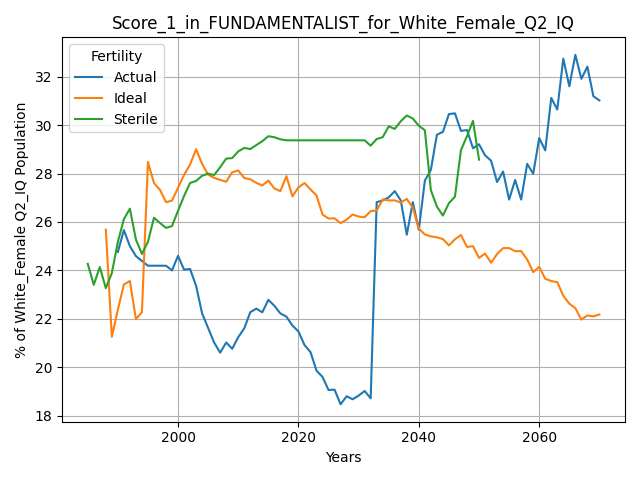 Score_1_in_FUNDAMENTALIST_for_White_Female_Q2_IQ
Fertility
Actual
Ideal
Sterile
% of White_Female Q2_IQ Population
32
30
28
26
24
22
20
18
2000
2020
2040
2060
Years